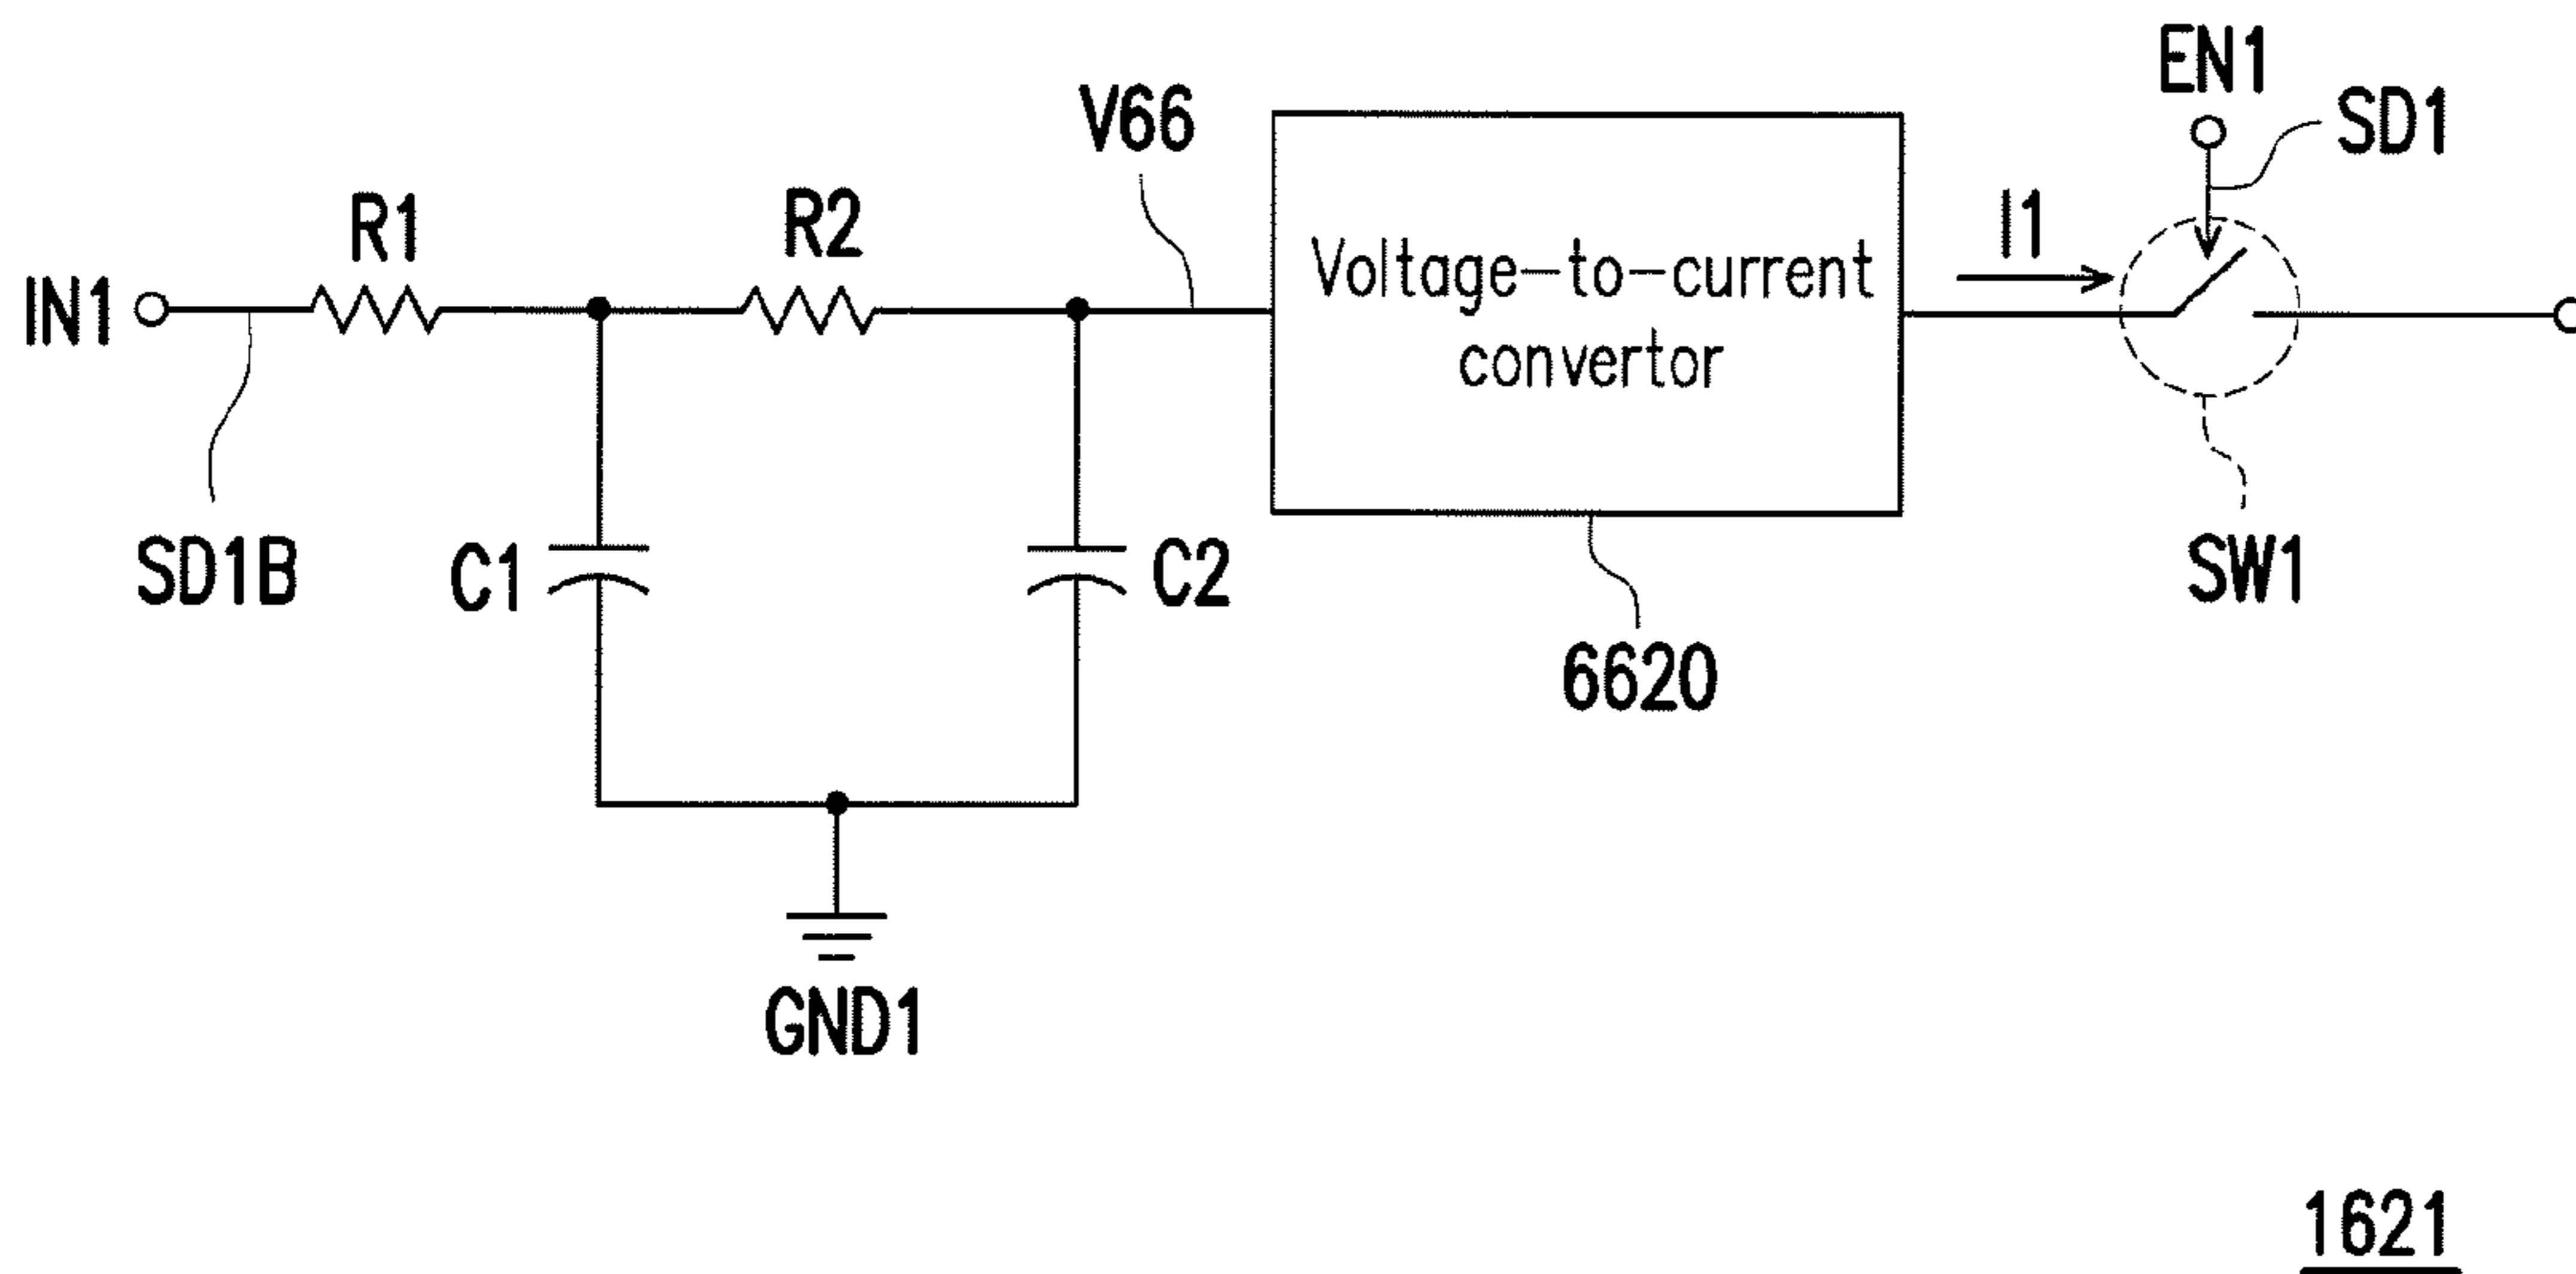 EN1
V66
SD1
R1
R2
I1
IN1
Voltage-to-current
convertor
SD1B
C1
C2
SW1
6620
GND1
1621